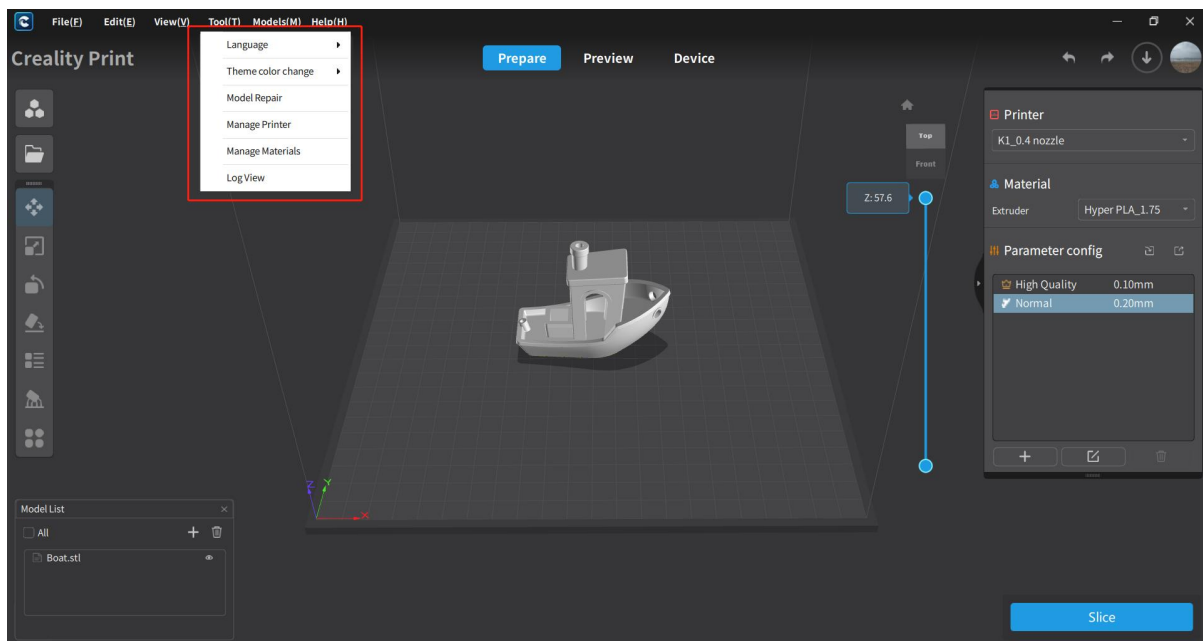 File(F) Edit(E) View(V) Tool(T) Models(M) Help(H)
Language
Theme color change
Model Repair
Manage Printer
Manage Materials
Log View
Creality Print
Prepare Preview Device
Top
Front
Z: 57.6
Printer
K1_0.4 nozzle
Material
Extruder Hyper PLA_1.75
Parameter config
High Quality 0.10mm
Normal 0.20mm
Z Y
X
Model List
All
Boat.stl
Slice